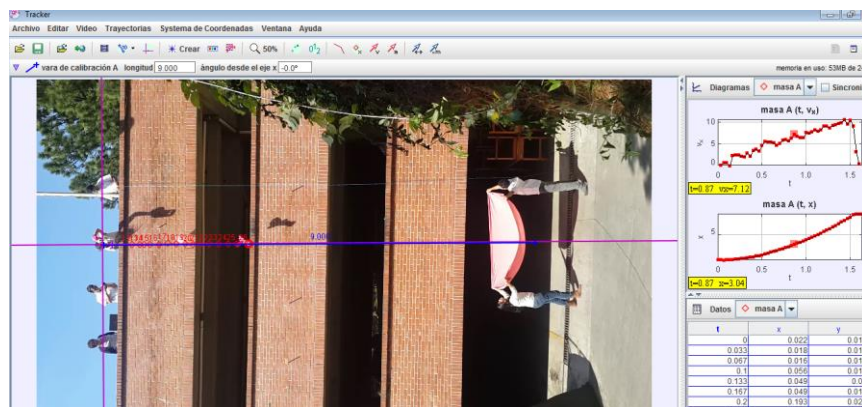 Tracker
Archivo Editar Video Trayectorias Sistema de Coordenadas Ventana Ayuda
Crear 50%
vara de calibración A longitud 9.000 ángulo desde el eje x -0.0°
memoria en uso: 53MB de 2
Diagramas masa A Sincroni
masa A (t, vx)
10
5
0
vx
0.5 1.0 1.5
t
t=0.87 vx=7.12
masa A (t, x)
5
x
0.0 0.5 1.0 1.5
t
t=0.87 x=3.04
9.000
Datos masa A
t x y
0 0.022 0.01
0.033 0.018 0.01
0.067 0.016 0.01
0.1 0.056 0.01
0.133 0.049 0.0
0.167 0.049 0.01
0.2 0.193 0.02